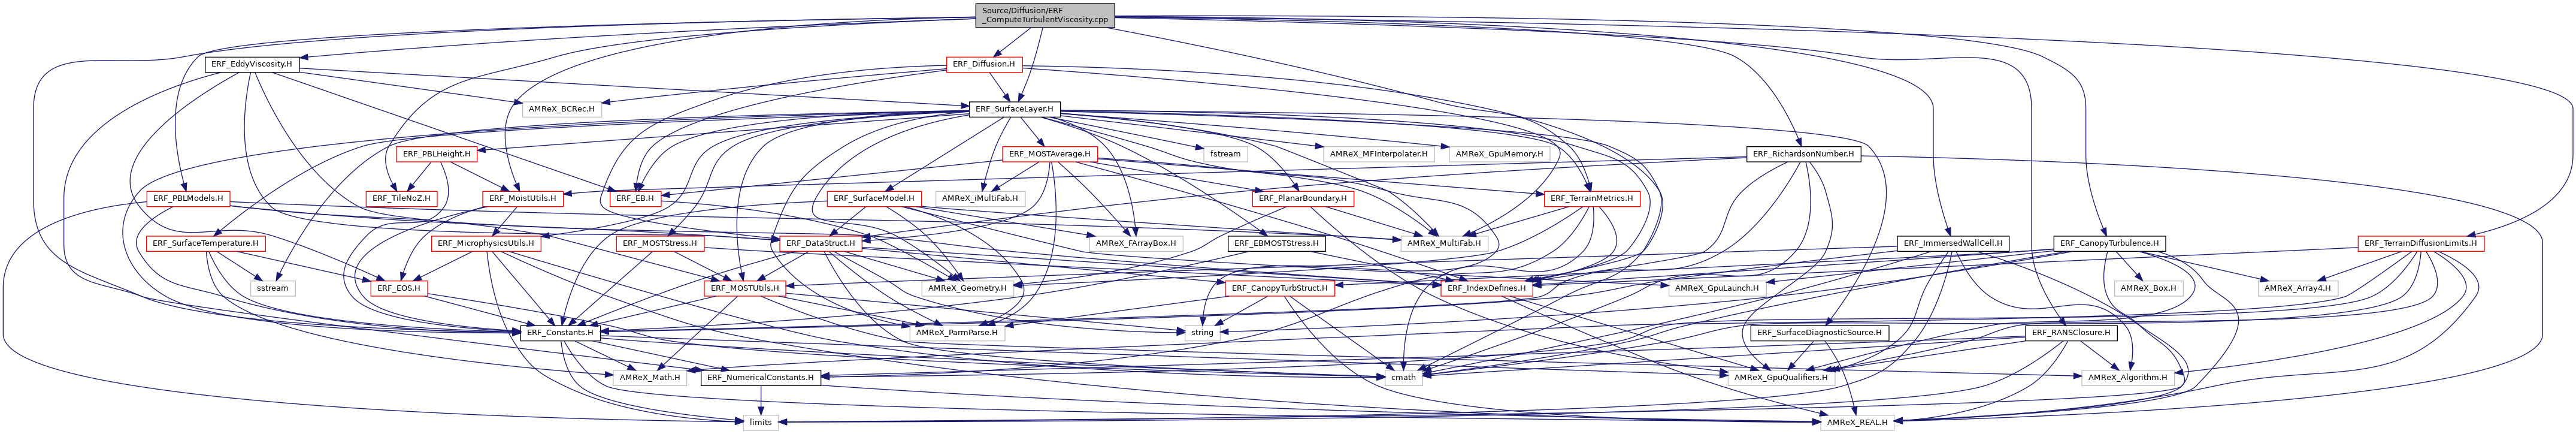 Source/Diffusion/ERF
_ComputeTurbulentViscosity.cpp
ERF_EddyViscosity.H
ERF_Diffusion.H
AMReX_BCRec.H
ERF_SurfaceLayer.H
ERF_PBLHeight.H
ERF_MOSTAverage.H
fstream
AMReX_MFInterpolater.H
AMReX_GpuMemory.H
ERF_RichardsonNumber.H
ERF_PBLModels.H
ERF_TileNoZ.H
ERF_MoistUtils.H
ERF_EB.H
ERF_SurfaceModel.H
AMReX_iMultiFab.H
ERF_PlanarBoundary.H
ERF_TerrainMetrics.H
ERF_SurfaceTemperature.H
ERF_MicrophysicsUtils.H
ERF_MOSTStress.H
ERF_DataStruct.H
AMReX_FArrayBox.H
ERF_EBMOSTStress.H
AMReX_MultiFab.H
ERF_ImmersedWallCell.H
ERF_CanopyTurbulence.H
ERF_TerrainDiffusionLimits.H
sstream
ERF_EOS.H
ERF_MOSTUtils.H
AMReX_Geometry.H
ERF_CanopyTurbStruct.H
ERF_IndexDefines.H
AMReX_GpuLaunch.H
AMReX_Box.H
AMReX_Array4.H
ERF_Constants.H
AMReX_ParmParse.H
string
ERF_SurfaceDiagnosticSource.H
ERF_RANSClosure.H
AMReX_Math.H
ERF_NumericalConstants.H
cmath
AMReX_GpuQualifiers.H
AMReX_Algorithm.H
limits
AMReX_REAL.H